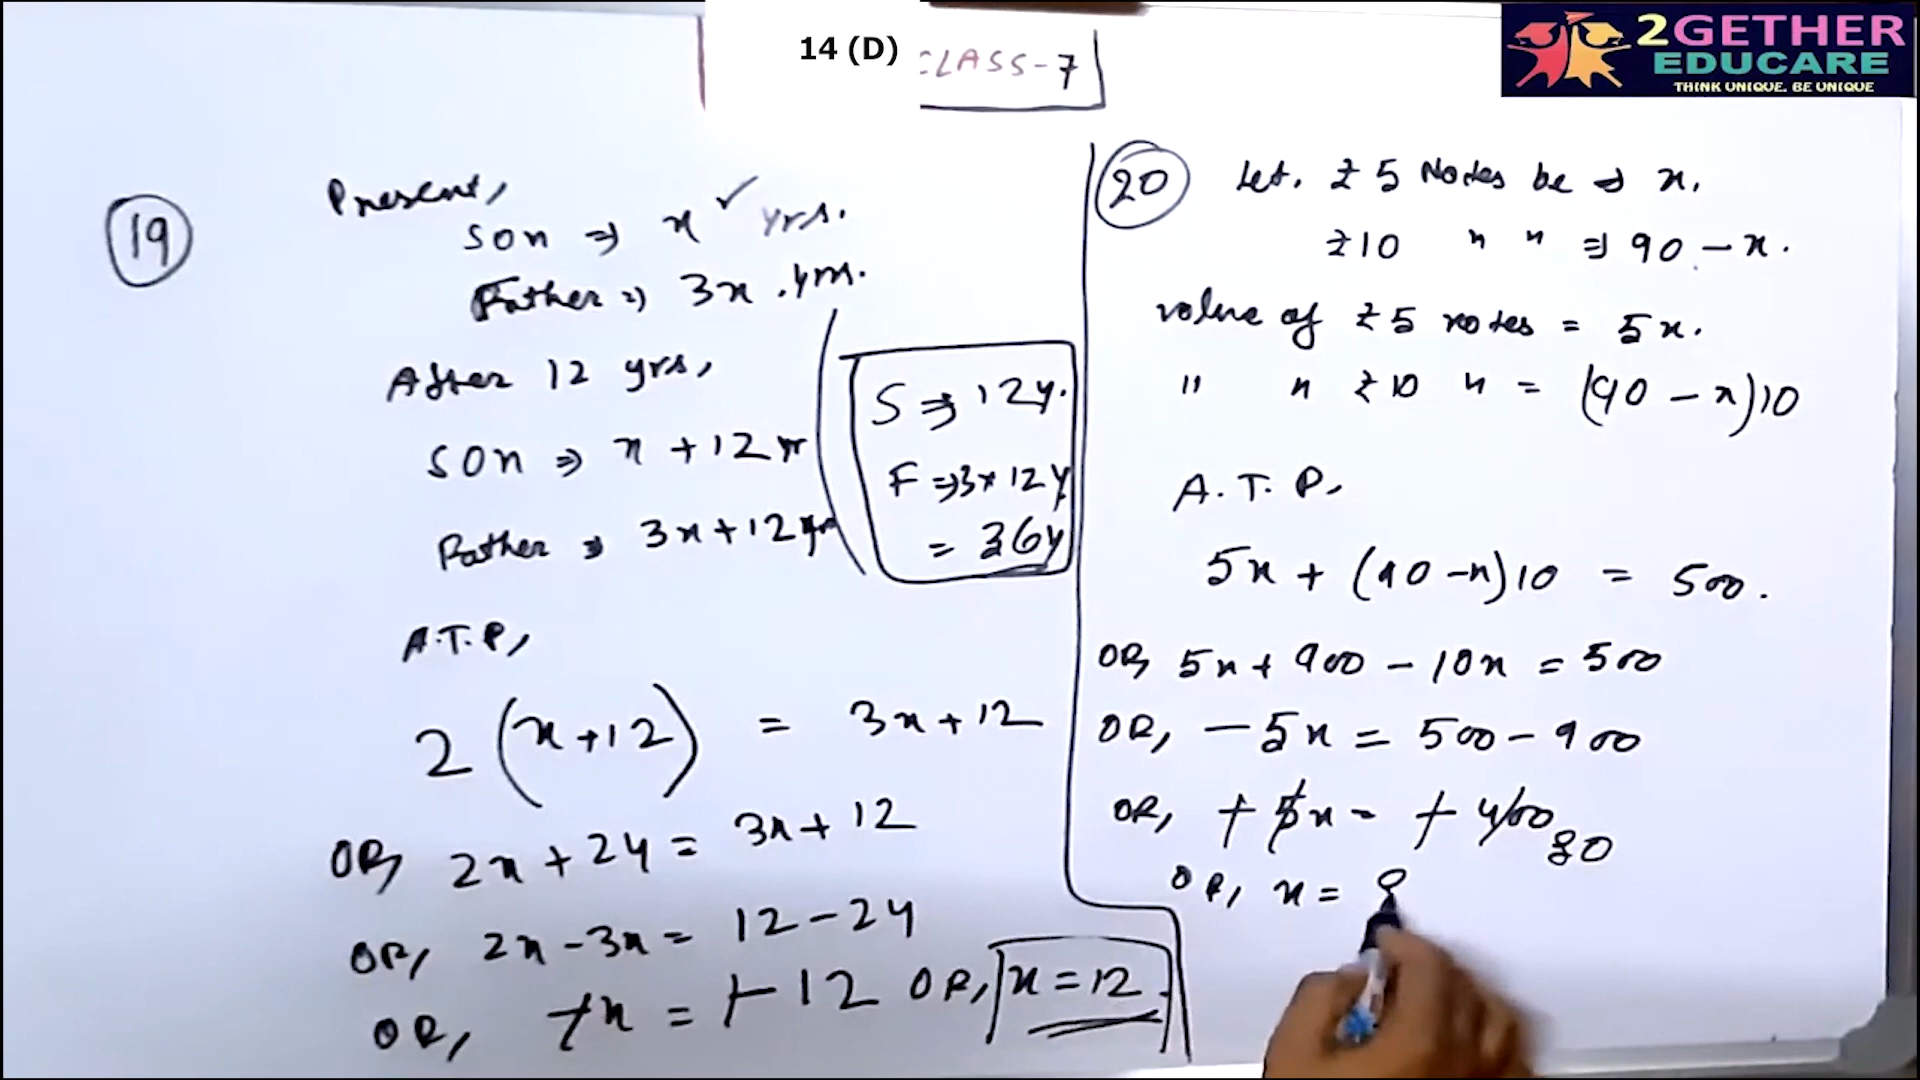 14 (D) CLASS-7
2GETHER
EDUCARE
THINK UNIQUE. BE UNIQUE
19
Present,
Son ⇒ x ✓ yrs.
Father ⇒ 3x yrs.
After 12 yrs,
Son ⇒ x + 12 yr
Father ⇒ 3x + 12 yr
S ⇒ 12y.
F ⇒ 3x12y
= 36y
A.T.P,
2 (x+12) = 3x + 12
OR, 2x + 24 = 3x + 12
OR, 2x - 3x = 12 - 24
OR, -x = -12 OR, x = 12
20 Let. ₹5 Notes be ⇒ x.
₹10 " " ⇒ 90 - x.
value of ₹5 notes = 5x.
" " ₹10 " = (90 - x)10
A.T.P,
5x + (90 - x)10 = 500.
OR, 5x + 900 - 10x = 500
OR, -5x = 500 - 900
OR, -5x = -400 80
OR, x = 8